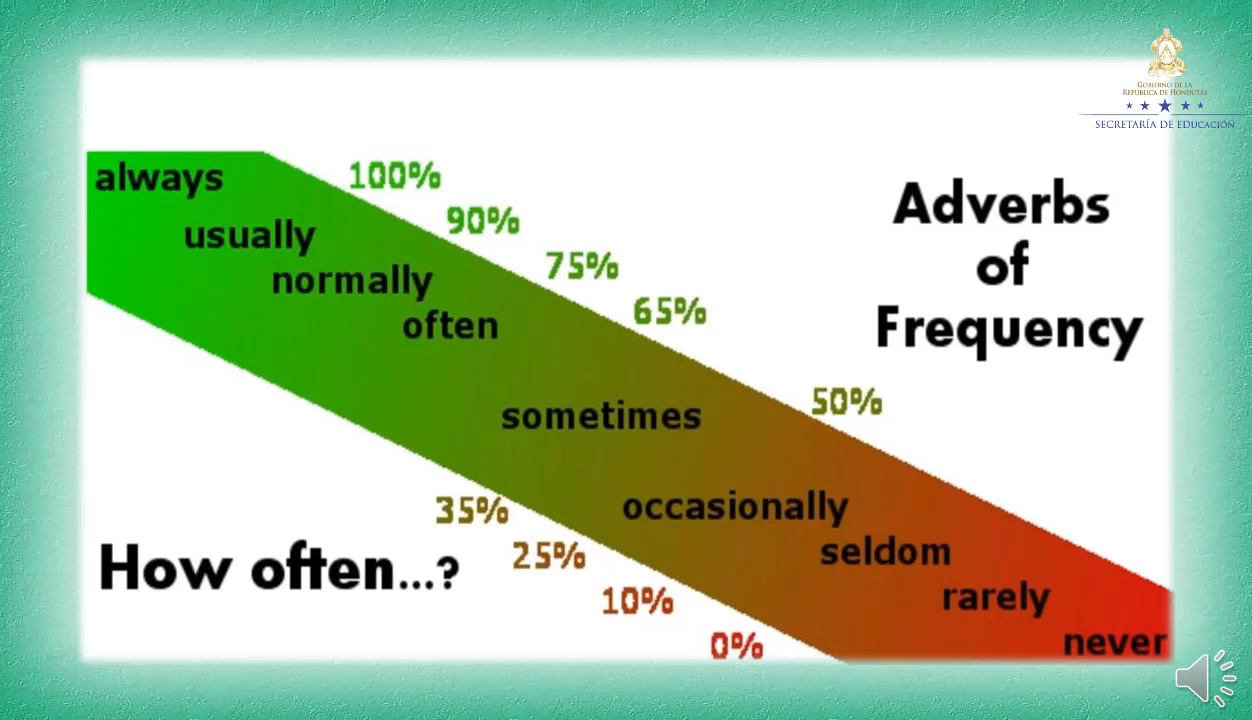 GOBIERNO DE LA
REPÚBLICA DE HONDURAS
SECRETARÍA DE EDUCACIÓN
Adverbs
of
Frequency
always 100%
usually 90%
normally 75%
often 65%
sometimes 50%
35% occasionally
25% seldom
10% rarely
0% never
How often...?